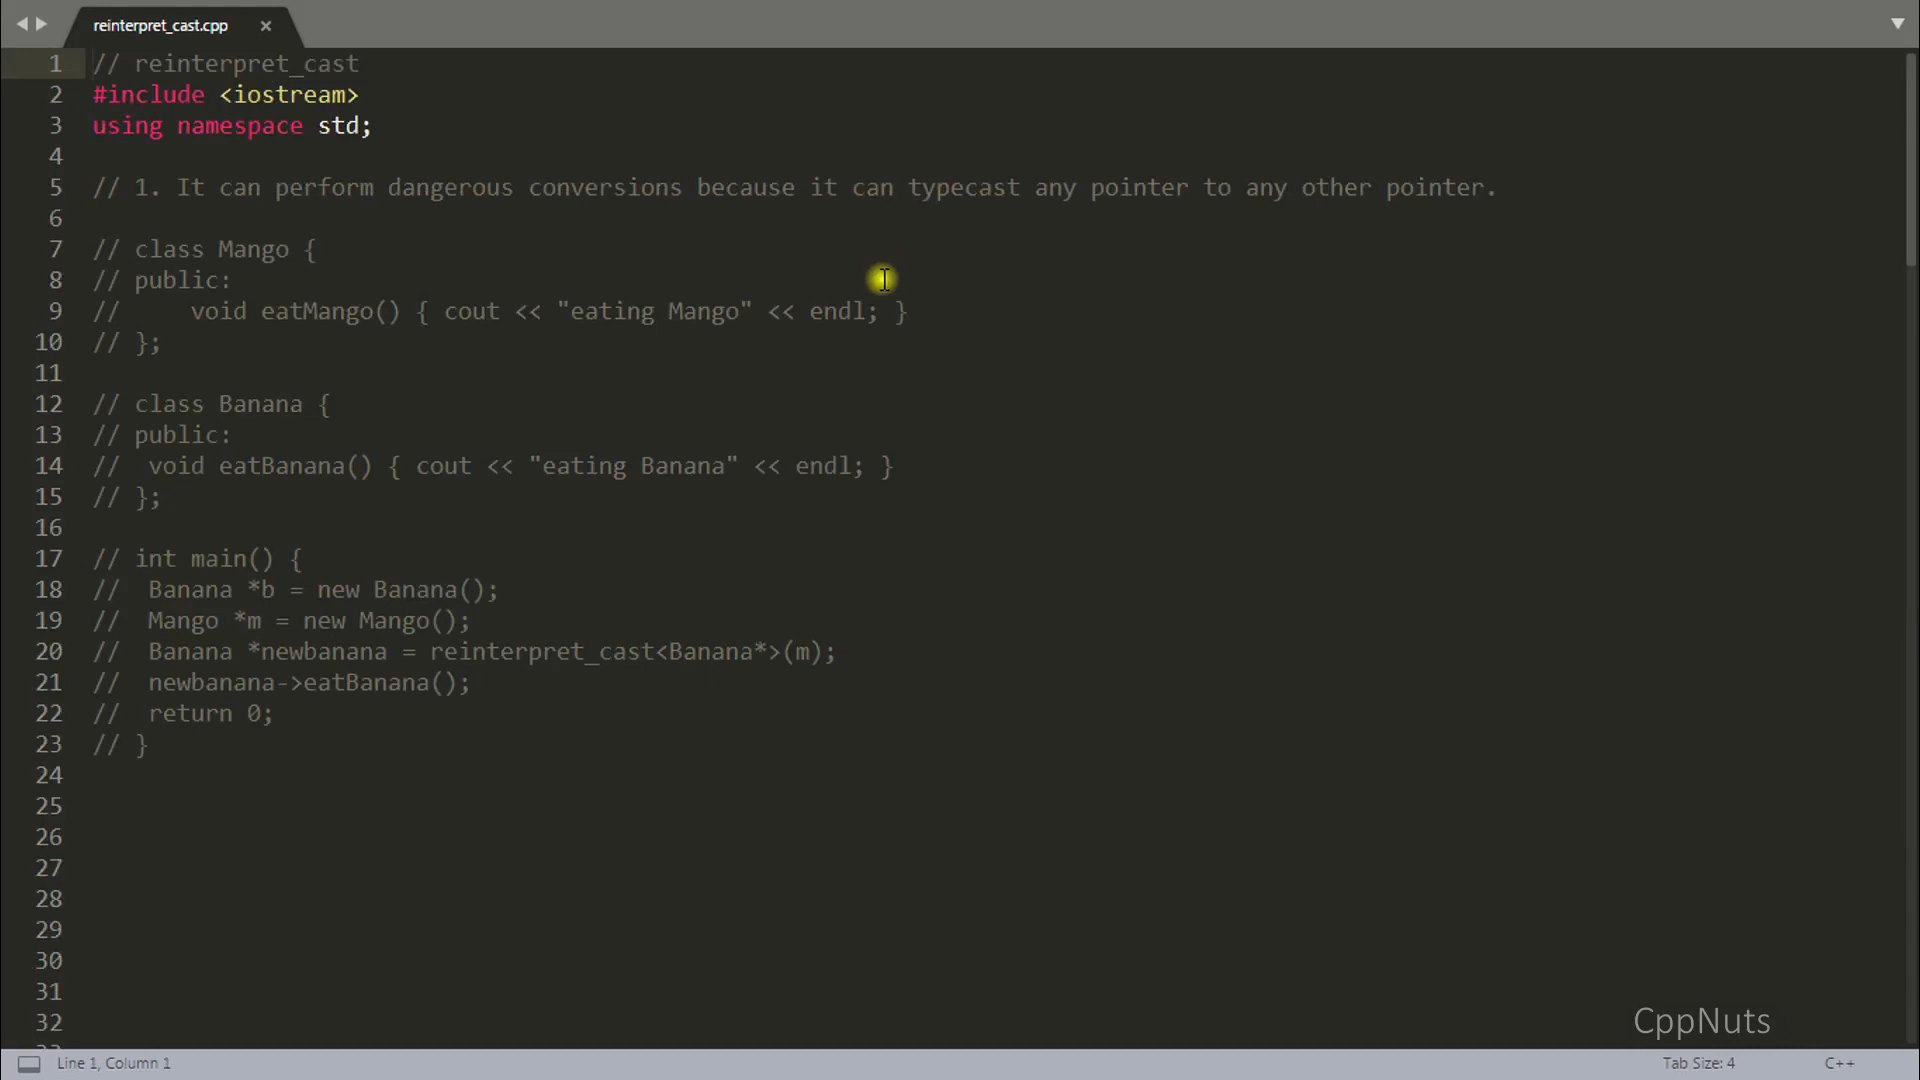 reinterpret_cast.cpp ×
1 // reinterpret_cast
2 #include <iostream>
3 using namespace std;
4
5 // 1. It can perform dangerous conversions because it can typecast any pointer to any other pointer.
6
7 // class Mango {
8 // public:
9 //     void eatMango() { cout << "eating Mango" << endl; }
10 // };
11
12 // class Banana {
13 // public:
14 //  void eatBanana() { cout << "eating Banana" << endl; }
15 // };
16
17 // int main() {
18 //  Banana *b = new Banana();
19 //  Mango *m = new Mango();
20 //  Banana *newbanana = reinterpret_cast<Banana*>(m);
21 //  newbanana->eatBanana();
22 //  return 0;
23 // }
24
25
26
27
28
29
30
31
32
CppNuts
Line 1, Column 1 Tab Size: 4 C++